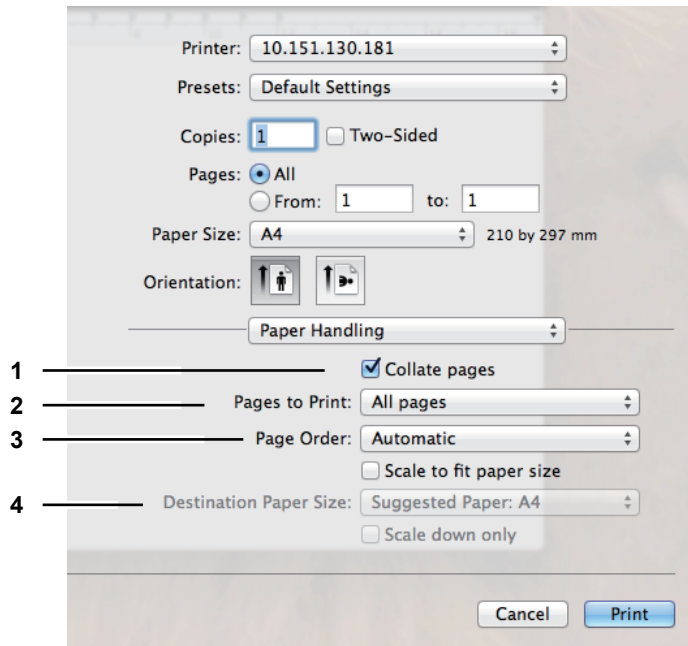 Printer: 10.151.130.181
Presets: Default Settings
Copies: 1 Two-Sided
Pages: All
From: 1 to: 1
Paper Size: A4 210 by 297 mm
Orientation:
Paper Handling
1 Collate pages
2 Pages to Print: All pages
3 Page Order: Automatic
Scale to fit paper size
4 Destination Paper Size: Suggested Paper: A4
Scale down only
Cancel Print